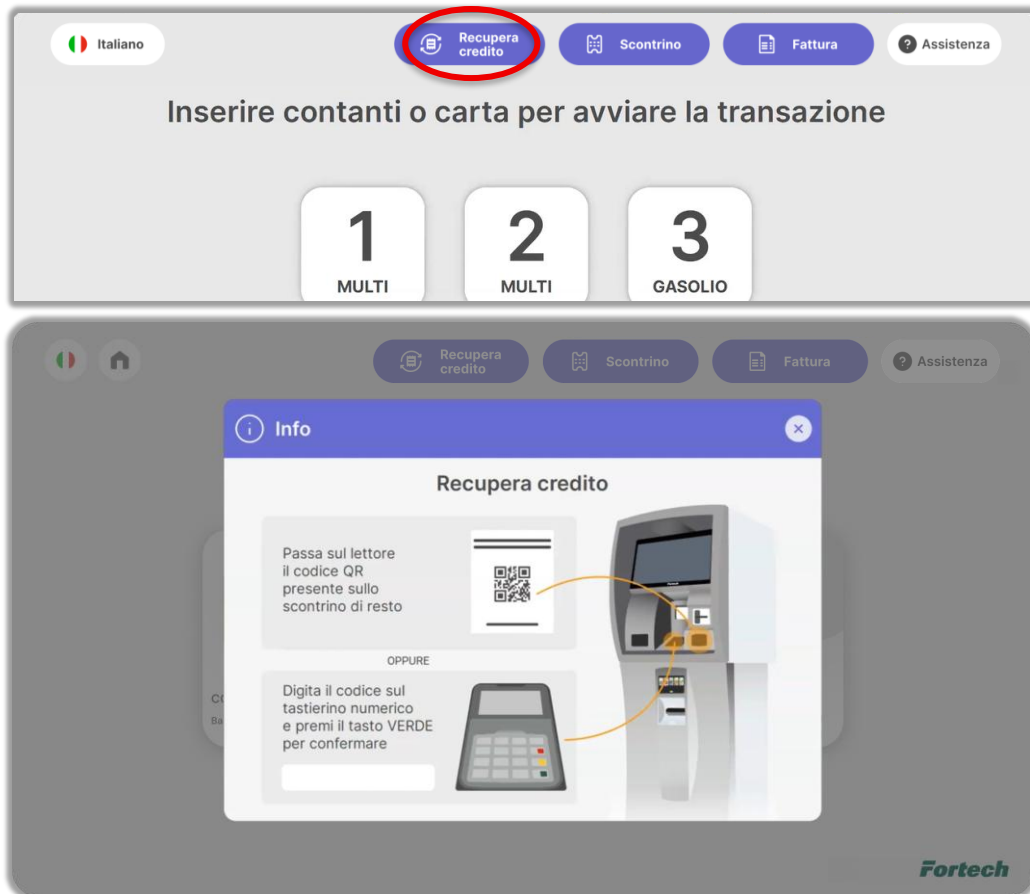 Italiano
Recupera
credito
Scontrino
Fattura
? Assistenza
Inserire contanti o carta per avviare la transazione
1
MULTI
2
MULTI
3
GASOLIO
Recupera
credito
Scontrino
Fattura
? Assistenza
i Info
Recupera credito
Passa sul lettore
il codice QR
presente sullo
scontrino di resto
OPPURE
Digita il codice sul
tastierino numerico
e premi il tasto VERDE
per confermare
Fortech